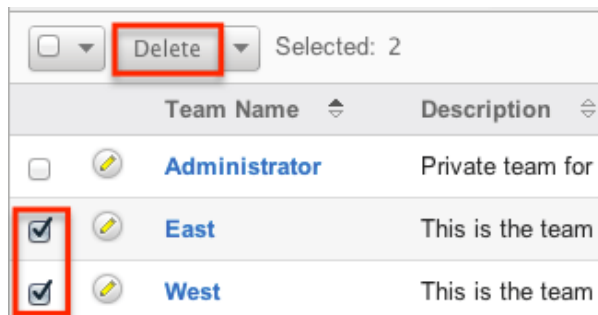 Delete Selected: 2
Team Name Description
Administrator Private team for
East This is the team
West This is the team